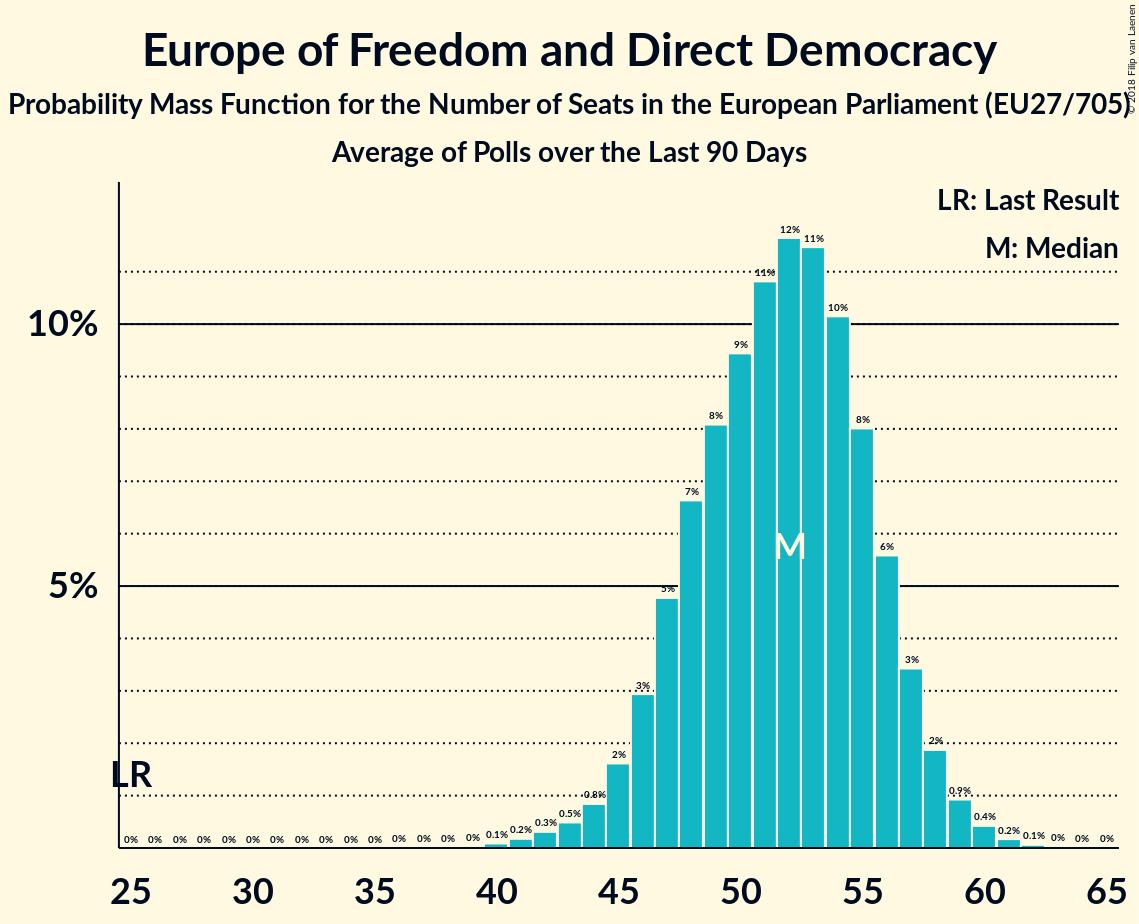 Europe of Freedom and Direct Democracy
Probability Mass Function for the Number of Seats in the European Parliament (EU27/705)
Average of Polls over the Last 90 Days
© 2018 Filip van Laenen
LR: Last Result
M: Median
10%
5%
LR
M
0% 0% 0% 0% 0% 0% 0% 0% 0% 0% 0% 0% 0% 0% 0% 0.1% 0.2% 0.3% 0.5% 0.8% 2% 3% 5% 7% 8% 9% 11% 12% 11% 10% 8% 6% 3% 2% 0.9% 0.4% 0.2% 0.1% 0% 0% 0%
25 30 35 40 45 50 55 60 65